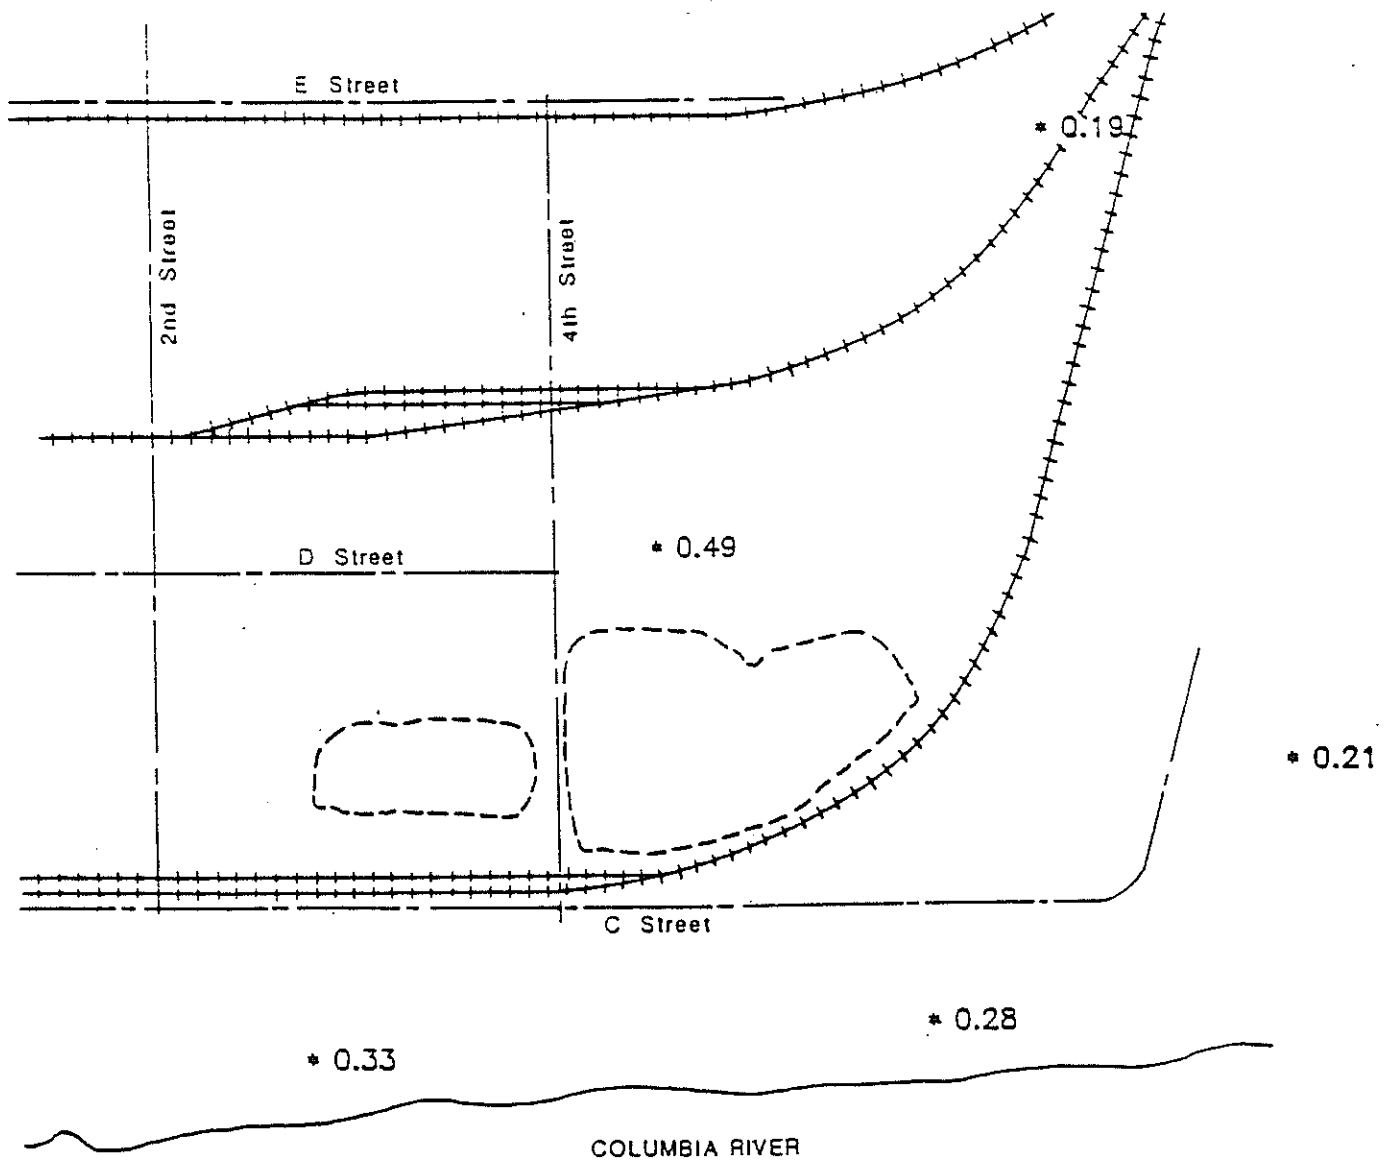 E Street
* 0.19
2nd Street
4th Street
* 0.49
D Street
* 0.21
C Street
* 0.28
* 0.33
COLUMBIA RIVER